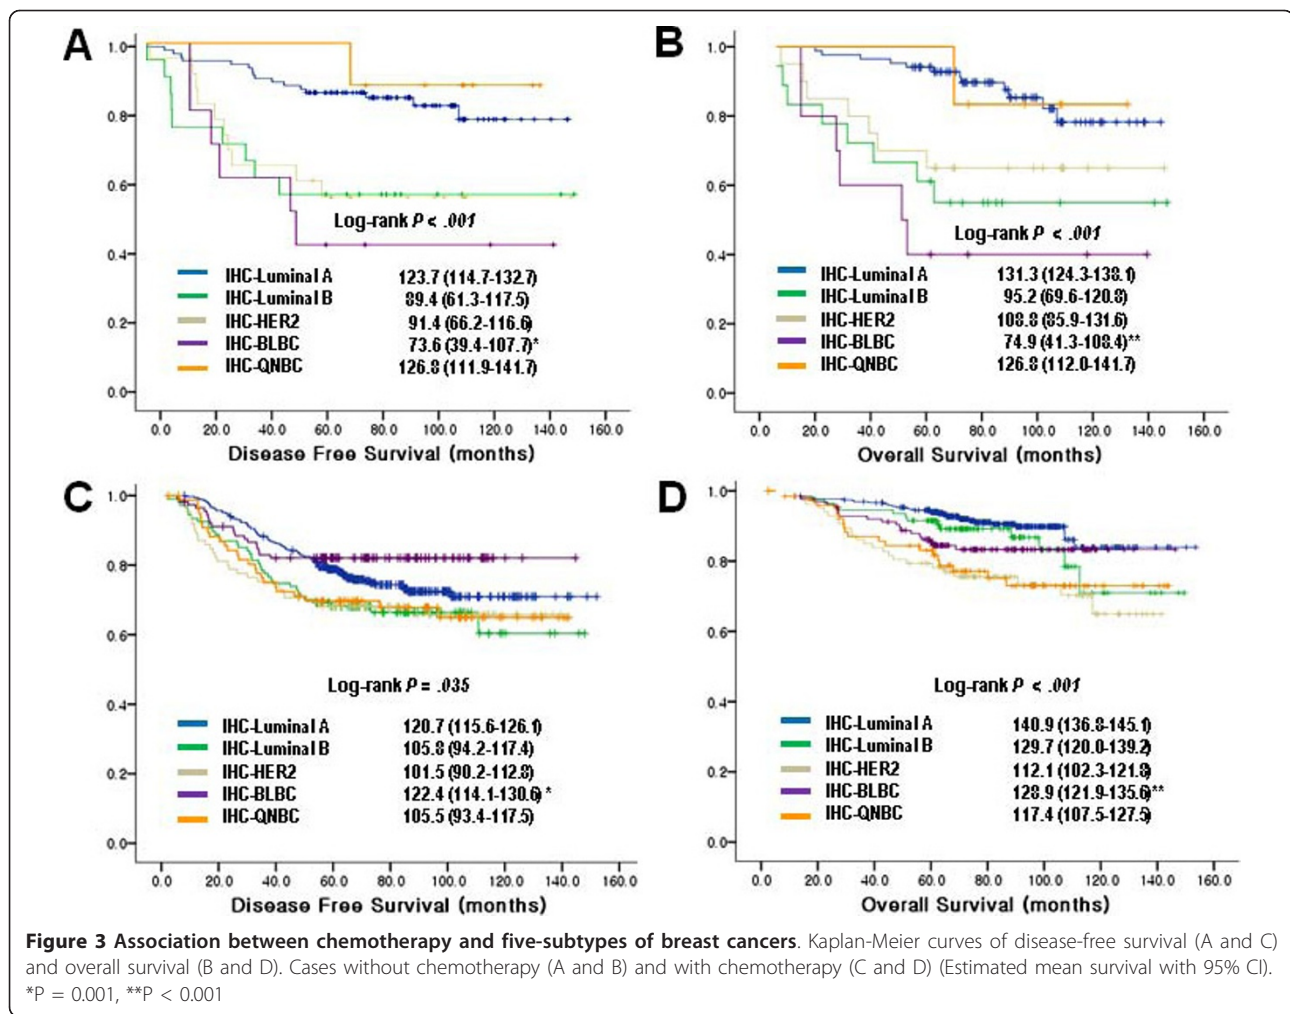 A
1.0
0.8
0.6
0.4
0.2
0.0
Log-rank P < .001
IHC-Luminal A 123.7 (114.7-132.7)
IHC-Luminal B 89.4 (61.3-117.5)
IHC-HER2 91.4 (66.2-116.6)
IHC-BLBC 73.6 (39.4-107.7)*
IHC-QNBC 126.8 (111.9-141.7)
0.0 20.0 40.0 60.0 80.0 100.0 120.0 140.0 160.0
Disease Free Survival (months)
B
1.0
0.8
0.6
0.4
0.2
0.0
Log-rank P < .001
IHC-Luminal A 131.3 (124.3-138.1)
IHC-Luminal B 95.2 (69.6-120.8)
IHC-HER2 108.8 (85.9-131.6)
IHC-BLBC 74.9 (41.3-108.4)**
IHC-QNBC 126.8 (112.0-141.7)
0.0 20.0 40.0 60.0 80.0 100.0 120.0 140.0 160.0
Overall Survival (months)
C
1.0
0.8
0.6
0.4
0.2
0.0
Log-rank P = .035
IHC-Luminal A 120.7 (115.6-126.1)
IHC-Luminal B 105.8 (94.2-117.4)
IHC-HER2 101.5 (90.2-112.8)
IHC-BLBC 122.4 (114.1-130.6) *
IHC-QNBC 105.5 (93.4-117.5)
0.0 20.0 40.0 60.0 80.0 100.0 120.0 140.0 160.0
Disease Free Survival (months)
D
1.0
0.8
0.6
0.4
0.2
0.0
Log-rank P < .001
IHC-Luminal A 140.9 (136.8-145.1)
IHC-Luminal B 129.7 (120.0-139.2)
IHC-HER2 112.1 (102.3-121.8)
IHC-BLBC 128.9 (121.9-135.6)**
IHC-QNBC 117.4 (107.5-127.5)
0.0 20.0 40.0 60.0 80.0 100.0 120.0 140.0 160.0
Overall Survival (months)
Figure 3 Association between chemotherapy and five-subtypes of breast cancers. Kaplan-Meier curves of disease-free survival (A and C)
and overall survival (B and D). Cases without chemotherapy (A and B) and with chemotherapy (C and D) (Estimated mean survival with 95% CI).
*P = 0.001, **P < 0.001